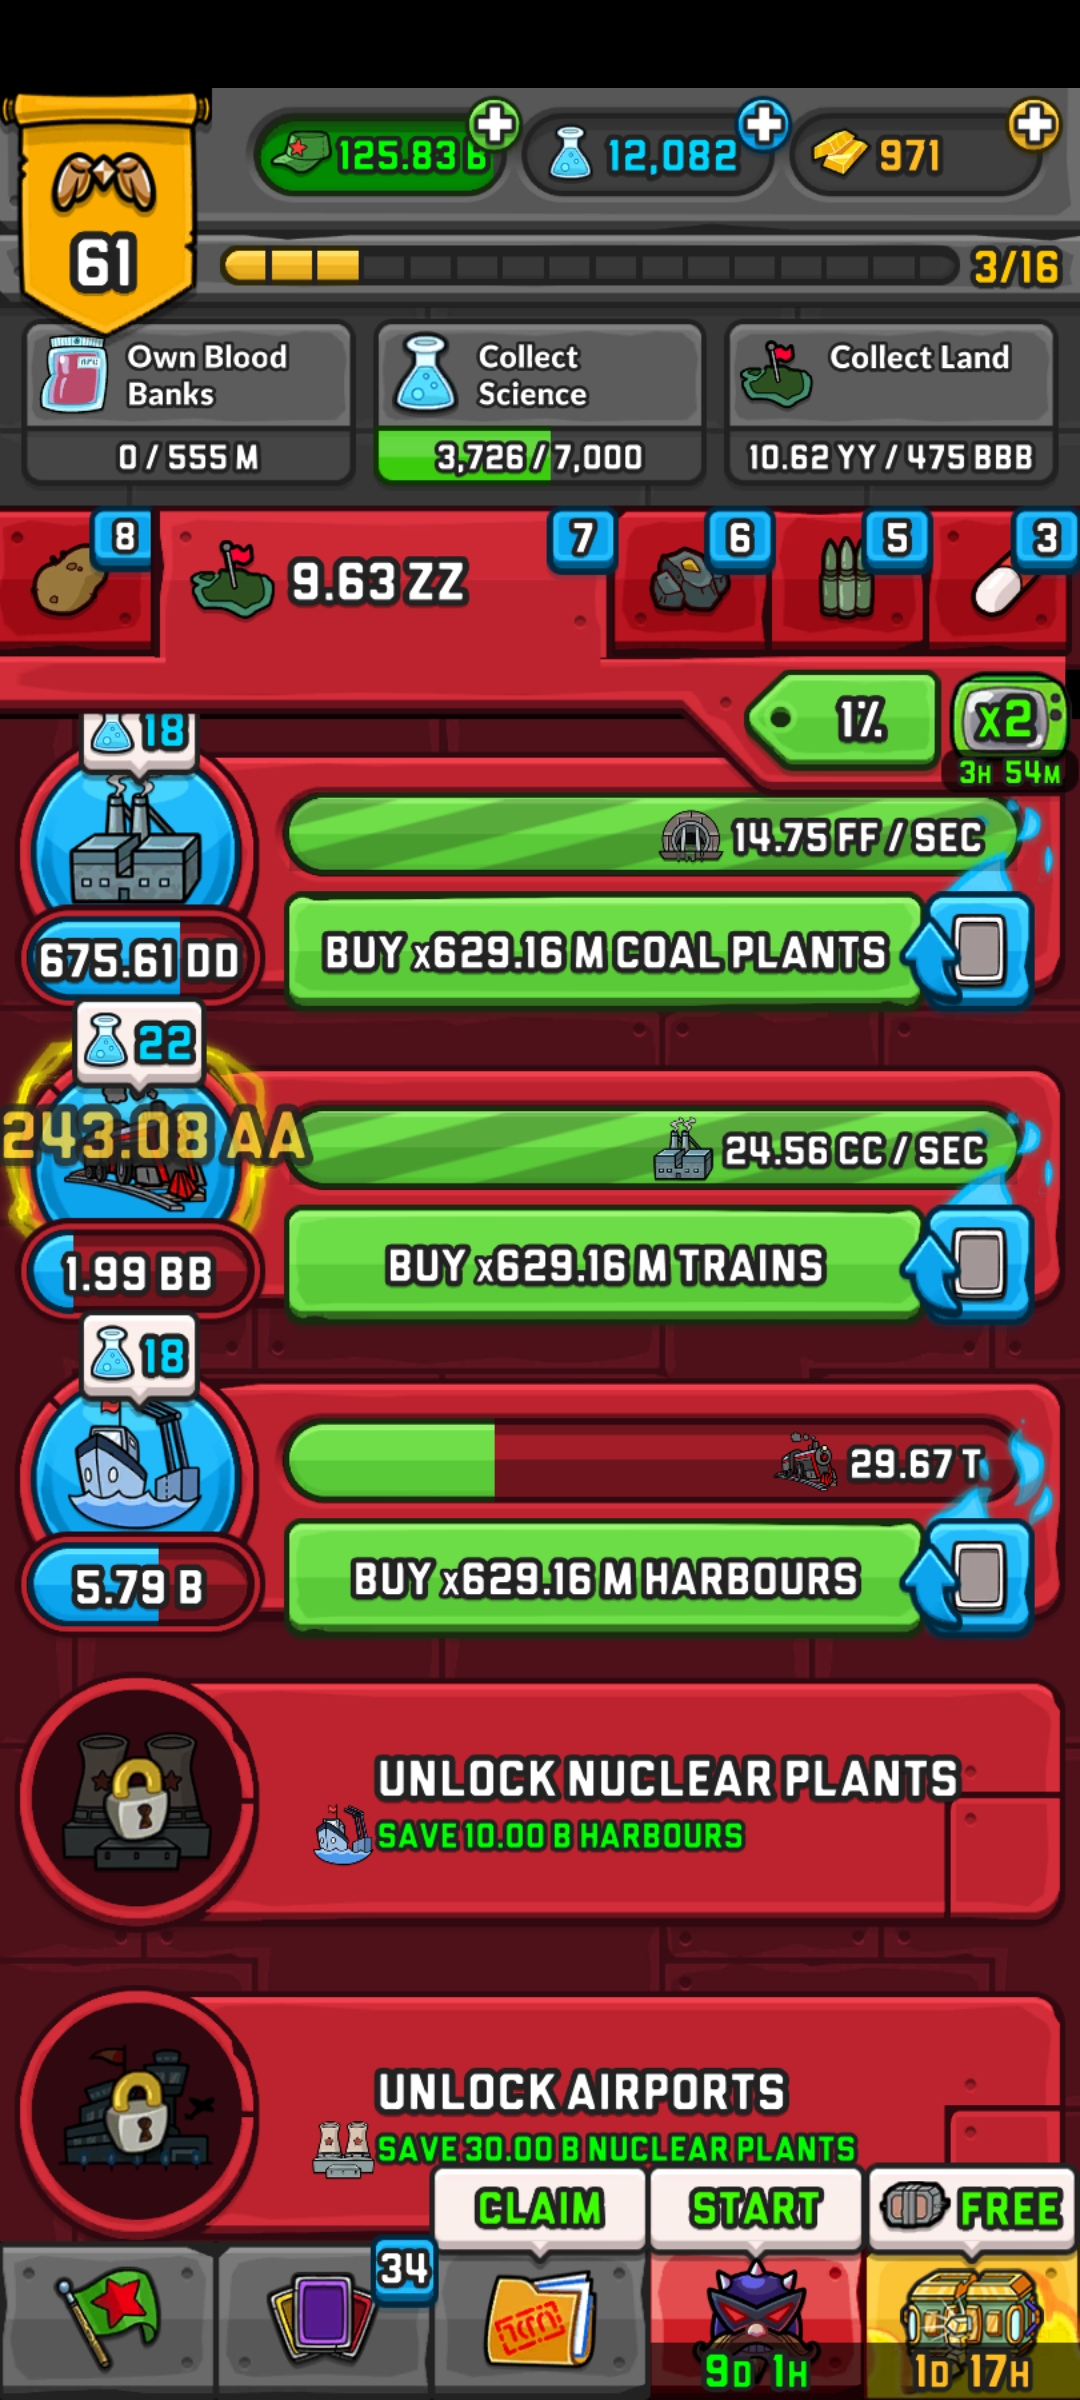 125.83 B
12,082
971
61
3/16
Own Blood
Banks
0 / 555 M
Collect
Science
3,726 / 7,000
Collect Land
10.62 YY / 475 BBB
8
9.63 ZZ
7
6
5
3
1%
x2
3H 54M
18
14.75 FF / SEC
675.61 DD
BUY x629.16 M COAL PLANTS
22
243.08 AA
24.56 CC / SEC
1.99 BB
BUY x629.16 M TRAINS
18
29.67 T
5.79 B
BUY x629.16 M HARBOURS
UNLOCK NUCLEAR PLANTS
SAVE 10.00 B HARBOURS
UNLOCK AIRPORTS
SAVE 30.00 B NUCLEAR PLANTS
CLAIM
START
FREE
34
9D 1H
1D 17H